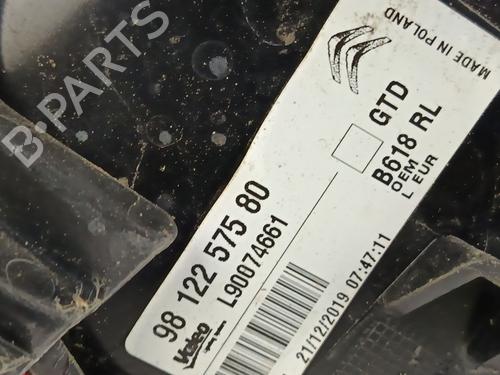 B-PARTS
MADE IN POLAND
GTD
B618 RL
OEM
L EUR
98 122 575 80
Valeo
L90074661
21/12/2019 07:47:11